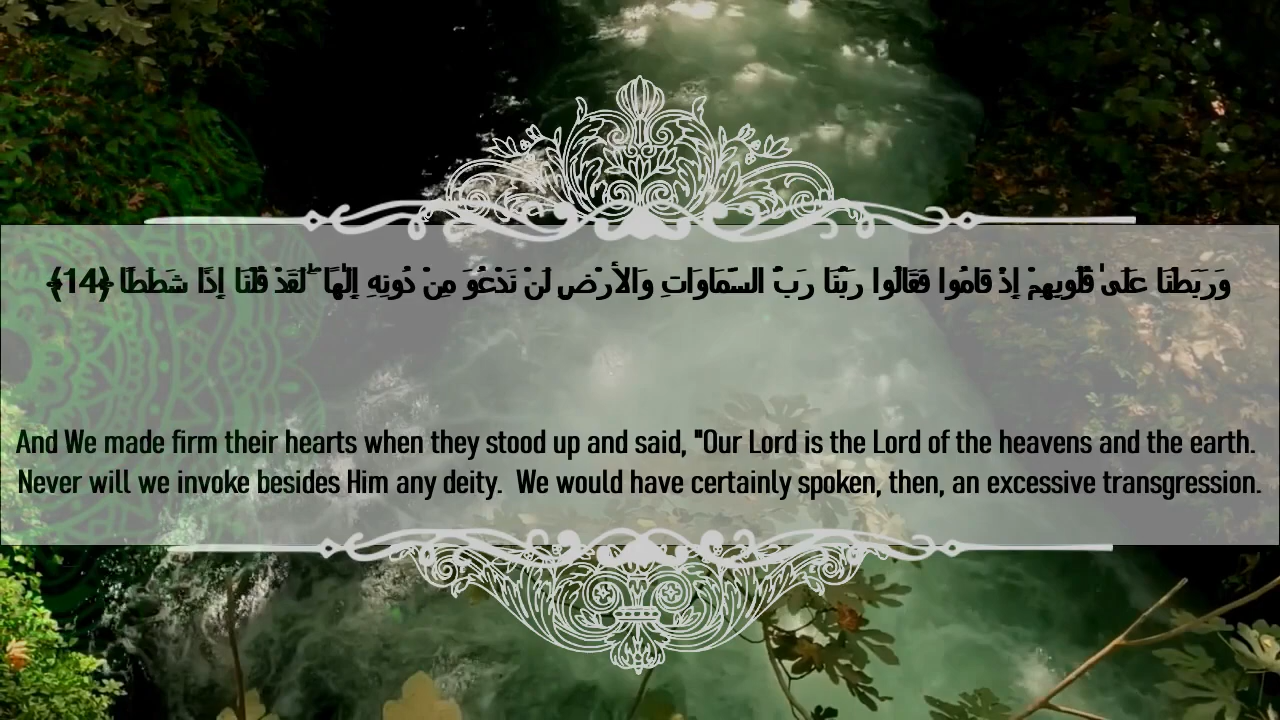 وَرَبَطْنَا عَلَىٰ قُلُوبِهِمْ إِذْ قَامُوا فَقَالُوا رَبُّنَا رَبُّ السَّمَاوَاتِ وَالْأَرْضِ لَنْ نَدْعُوَ مِنْ دُونِهِ إِلَٰهًا ۖ لَقَدْ قُلْنَا إِذًا شَطَطًا ﴿14﴾
And We made firm their hearts when they stood up and said, "Our Lord is the Lord of the heavens and the earth.
Never will we invoke besides Him any deity.  We would have certainly spoken, then, an excessive transgression.